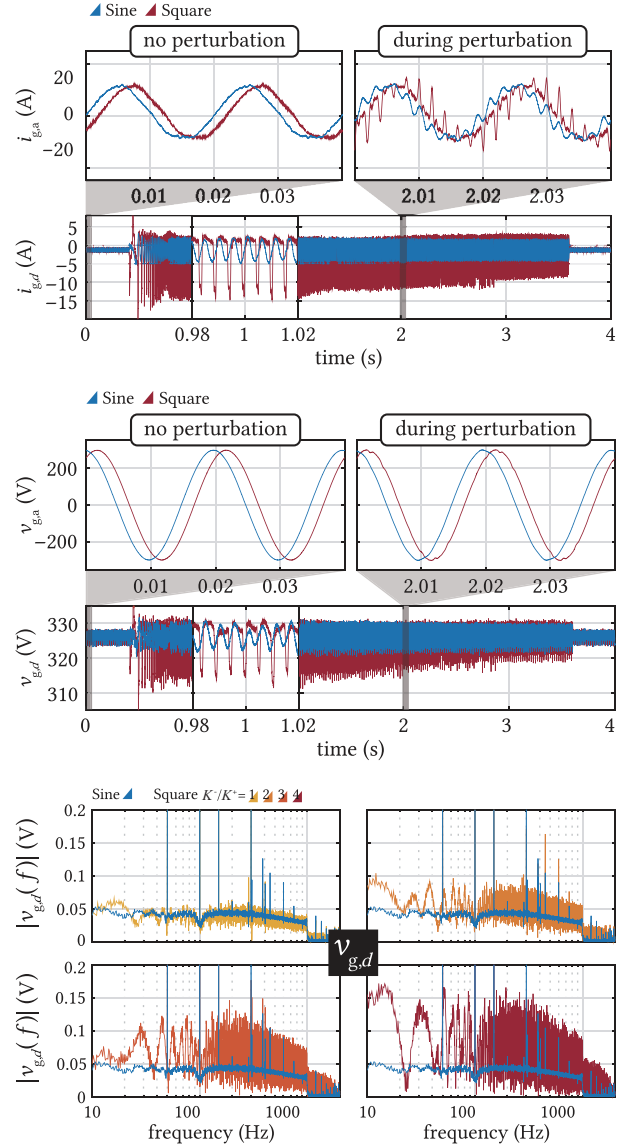 Sine Square
no perturbation during perturbation
i_g,a (A)
20
0
−20
0.01 0.02 0.03 2.01 2.02 2.03
i_g,d (A)
5
0
−5
−10
−15
0 0.98 1 1.02 2 3 4
time (s)
Sine Square
no perturbation during perturbation
v_g,a (V)
200
0
−200
0.01 0.02 0.03 2.01 2.02 2.03
v_g,d (V)
330
320
310
0 0.98 1 1.02 2 3 4
time (s)
Sine Square K⁻/K⁺= 1 2 3 4
|v_g,d( f )| (V)
0.2
0.15
0.1
0.05
0
v_g,d
|v_g,d( f )| (V)
0.2
0.15
0.1
0.05
0
10 100 1000 10 100 1000
frequency (Hz) frequency (Hz)